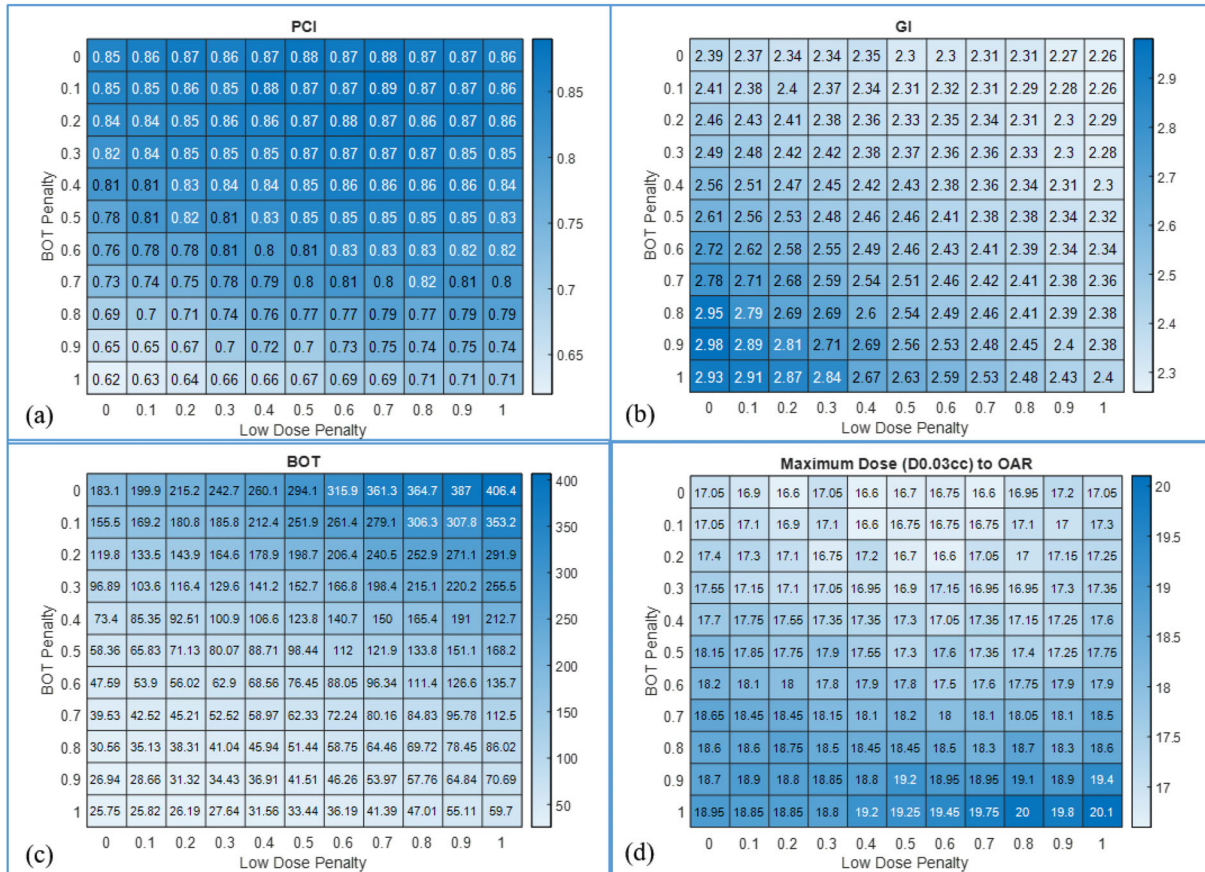 PCI
0 0.85 0.86 0.87 0.86 0.87 0.88 0.87 0.88 0.87 0.87 0.86
0.1 0.85 0.85 0.86 0.85 0.88 0.87 0.87 0.89 0.87 0.87 0.86
0.2 0.84 0.84 0.85 0.86 0.86 0.87 0.88 0.87 0.86 0.87 0.86
0.3 0.82 0.84 0.85 0.85 0.85 0.87 0.87 0.87 0.87 0.85 0.85
0.4 0.81 0.81 0.83 0.84 0.84 0.85 0.86 0.86 0.86 0.86 0.84
0.5 0.78 0.81 0.82 0.81 0.83 0.85 0.85 0.85 0.85 0.85 0.83
0.6 0.76 0.78 0.78 0.81 0.8 0.81 0.83 0.83 0.83 0.82 0.82
0.7 0.73 0.74 0.75 0.78 0.79 0.8 0.81 0.8 0.82 0.81 0.8
0.8 0.69 0.7 0.71 0.74 0.76 0.77 0.77 0.79 0.77 0.79 0.79
0.9 0.65 0.65 0.67 0.7 0.72 0.7 0.73 0.75 0.74 0.75 0.74
1 0.62 0.63 0.64 0.66 0.66 0.67 0.69 0.69 0.71 0.71 0.71
0 0.1 0.2 0.3 0.4 0.5 0.6 0.7 0.8 0.9 1
Low Dose Penalty
BOT Penalty
0.85
0.8
0.75
0.7
0.65
(a)
GI
0 2.39 2.37 2.34 2.34 2.35 2.3 2.3 2.31 2.31 2.27 2.26
0.1 2.41 2.38 2.4 2.37 2.34 2.31 2.32 2.31 2.29 2.28 2.26
0.2 2.46 2.43 2.41 2.38 2.36 2.33 2.35 2.34 2.31 2.3 2.29
0.3 2.49 2.48 2.42 2.42 2.38 2.37 2.36 2.36 2.33 2.3 2.28
0.4 2.56 2.51 2.47 2.45 2.42 2.43 2.38 2.36 2.34 2.31 2.3
0.5 2.61 2.56 2.53 2.48 2.46 2.46 2.41 2.38 2.38 2.34 2.32
0.6 2.72 2.62 2.58 2.55 2.49 2.46 2.43 2.41 2.39 2.34 2.34
0.7 2.78 2.71 2.68 2.59 2.54 2.51 2.46 2.42 2.41 2.38 2.36
0.8 2.95 2.79 2.69 2.69 2.6 2.54 2.49 2.46 2.41 2.39 2.38
0.9 2.98 2.89 2.81 2.71 2.69 2.56 2.53 2.48 2.45 2.4 2.38
1 2.93 2.91 2.87 2.84 2.67 2.63 2.59 2.53 2.48 2.43 2.4
0 0.1 0.2 0.3 0.4 0.5 0.6 0.7 0.8 0.9 1
Low Dose Penalty
BOT Penalty
2.9
2.8
2.7
2.6
2.5
2.4
2.3
(b)
BOT
0 183.1 199.9 215.2 242.7 260.1 294.1 315.9 361.3 364.7 387 406.4
0.1 155.5 169.2 180.8 185.8 212.4 251.9 261.4 279.1 306.3 307.8 353.2
0.2 119.8 133.5 143.9 164.6 178.9 198.7 206.4 240.5 252.9 271.1 291.9
0.3 96.89 103.6 116.4 129.6 141.2 152.7 166.8 198.4 215.1 220.2 255.5
0.4 73.4 85.35 92.51 100.9 106.6 123.8 140.7 150 165.4 191 212.7
0.5 58.36 65.83 71.13 80.07 88.71 98.44 112 121.9 133.8 151.1 168.2
0.6 47.59 53.9 56.02 62.9 68.56 76.45 88.05 96.34 111.4 126.6 135.7
0.7 39.53 42.52 45.21 52.52 58.97 62.33 72.24 80.16 84.83 95.78 112.5
0.8 30.56 35.13 38.31 41.04 45.94 51.44 58.75 64.46 69.72 78.45 86.02
0.9 26.94 28.66 31.32 34.43 36.91 41.51 46.26 53.97 57.76 64.84 70.69
1 25.75 25.82 26.19 27.64 31.56 33.44 36.19 41.39 47.01 55.11 59.7
0 0.1 0.2 0.3 0.4 0.5 0.6 0.7 0.8 0.9 1
Low Dose Penalty
BOT Penalty
400
350
300
250
200
150
100
50
(c)
Maximum Dose (D0.03cc) to OAR
0 17.05 16.9 16.6 17.05 16.6 16.7 16.75 16.6 16.95 17.2 17.05
0.1 17.05 17.1 16.9 17.1 16.6 16.75 16.75 16.75 17.1 17 17.3
0.2 17.4 17.3 17.1 16.75 17.2 16.7 16.6 17.05 17 17.15 17.25
0.3 17.55 17.15 17.1 17.05 16.95 16.9 17.15 16.95 16.95 17.3 17.35
0.4 17.7 17.75 17.55 17.35 17.35 17.3 17.05 17.35 17.15 17.25 17.6
0.5 18.15 17.85 17.75 17.9 17.55 17.3 17.6 17.35 17.4 17.25 17.75
0.6 18.2 18.1 18 17.8 17.9 17.8 17.5 17.6 17.75 17.9 17.9
0.7 18.65 18.45 18.45 18.15 18.1 18.2 18 18.1 18.05 18.1 18.5
0.8 18.6 18.6 18.75 18.5 18.45 18.45 18.5 18.3 18.7 18.3 18.6
0.9 18.7 18.9 18.8 18.85 18.8 19.2 18.95 18.95 19.1 18.9 19.4
1 18.95 18.85 18.85 18.8 19.2 19.25 19.45 19.75 20 19.8 20.1
0 0.1 0.2 0.3 0.4 0.5 0.6 0.7 0.8 0.9 1
Low Dose Penalty
BOT Penalty
20
19.5
19
18.5
18
17.5
17
(d)